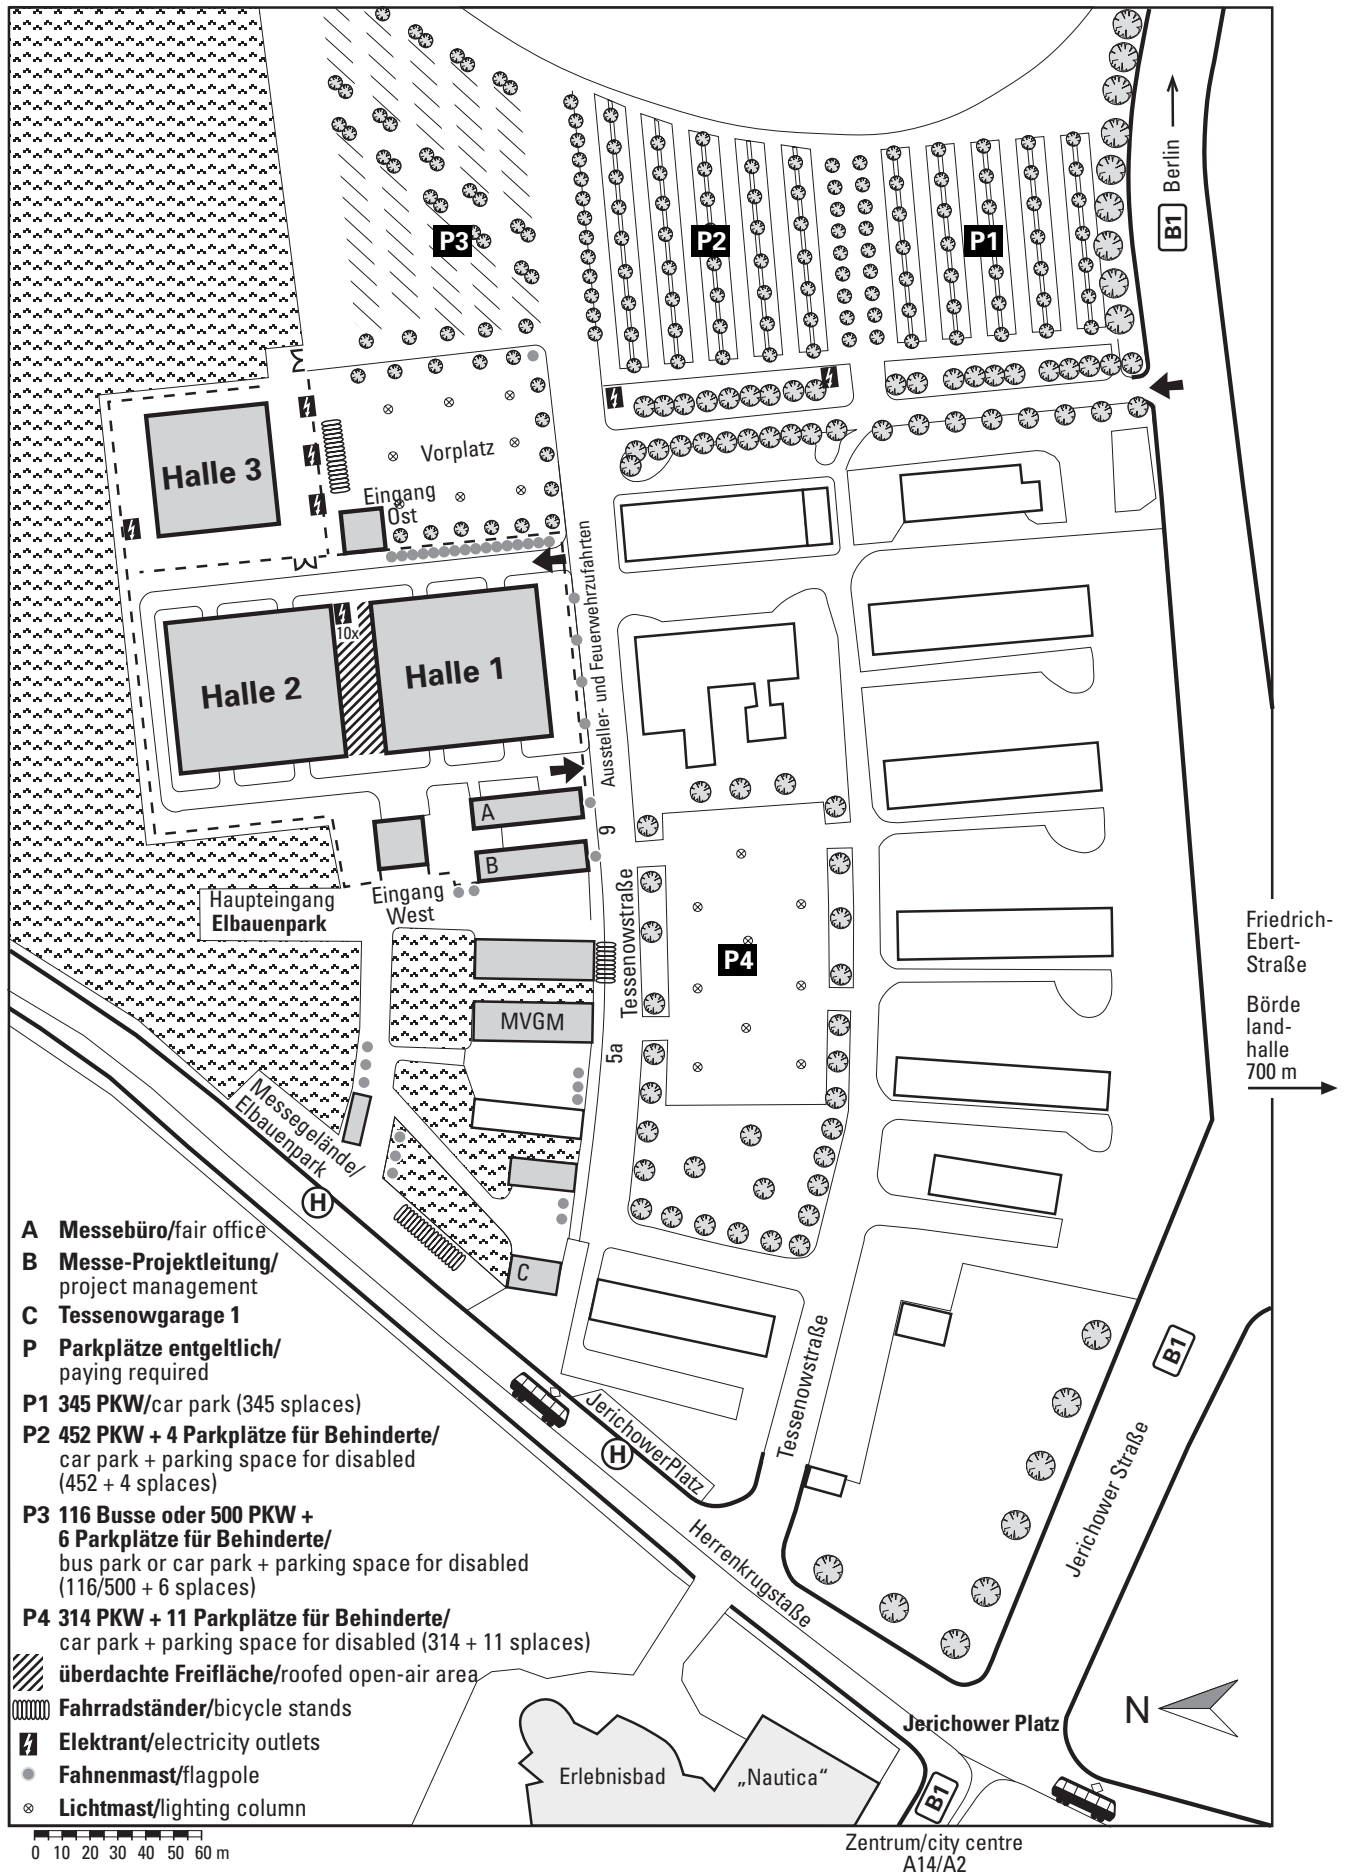 Berlin
B1
P3
P2
P1
Halle 3
Vorplatz
Eingang
Ost
Aussteller- und Feuerwehrzufahrten
10x
Halle 2
Halle 1
A
9
B
Eingang
West
Haupteingang
Elbauenpark
Tessenowstraße
P4
Friedrich-
Ebert-
Straße
Börde
land-
halle
700 m
MVGM
5a
Messegelände/
Elbauenpark
H
C
A Messebüro/fair office
B Messe-Projektleitung/
project management
C Tessenowgarage 1
P Parkplätze entgeltlich/
paying required
P1 345 PKW/car park (345 splaces)
P2 452 PKW + 4 Parkplätze für Behinderte/
car park + parking space for disabled
(452 + 4 splaces)
P3 116 Busse oder 500 PKW +
6 Parkplätze für Behinderte/
bus park or car park + parking space for disabled
(116/500 + 6 splaces)
P4 314 PKW + 11 Parkplätze für Behinderte/
car park + parking space for disabled (314 + 11 splaces)
überdachte Freifläche/roofed open-air area
Fahrradständer/bicycle stands
Elektrant/electricity outlets
Fahnenmast/flagpole
Lichtmast/lighting column
0 10 20 30 40 50 60 m
JerichowerPlatz
H
Tessenowstraße
B1
Jerichower Straße
Herrenkrugstaße
N
Jerichower Platz
Erlebnisbad „Nautica“
B1
Zentrum/city centre
A14/A2